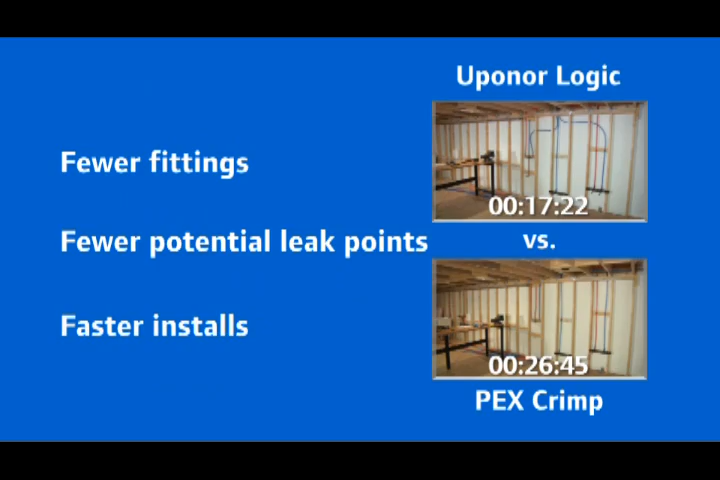 Uponor Logic
Fewer fittings
00:17:22
Fewer potential leak points
vs.
Faster installs
00:26:45
PEX Crimp